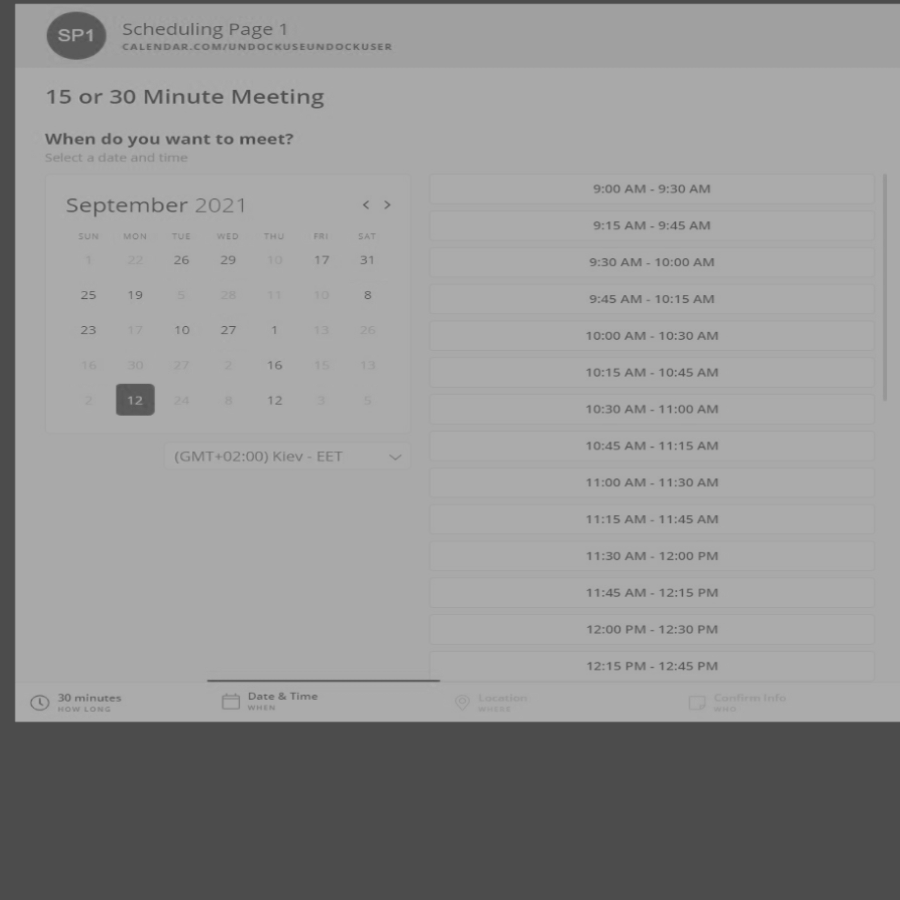 SP1
Scheduling Page 1
CALENDAR.COM/UNDOCKUSEUNDOCKUSER
15 or 30 Minute Meeting
When do you want to meet?
Select a date and time
September 2021 < >
SUN MON TUE WED THU FRI SAT
1 22 26 29 10 17 31
25 19 5 28 11 10 8
23 17 10 27 1 13 26
16 30 27 2 16 15 13
2 12 24 8 12 3 5
(GMT+02:00) Kiev - EET
9:00 AM - 9:30 AM
9:15 AM - 9:45 AM
9:30 AM - 10:00 AM
9:45 AM - 10:15 AM
10:00 AM - 10:30 AM
10:15 AM - 10:45 AM
10:30 AM - 11:00 AM
10:45 AM - 11:15 AM
11:00 AM - 11:30 AM
11:15 AM - 11:45 AM
11:30 AM - 12:00 PM
11:45 AM - 12:15 PM
12:00 PM - 12:30 PM
12:15 PM - 12:45 PM
30 minutes
HOW LONG
Date & Time
WHEN
Location
WHERE
Confirm Info
WHO